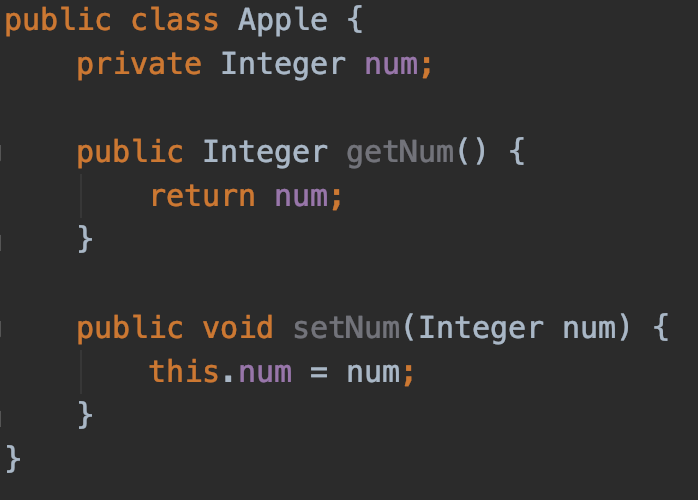 public class Apple {
    private Integer num;

    public Integer getNum() {
        return num;
    }

    public void setNum(Integer num) {
        this.num = num;
    }
}